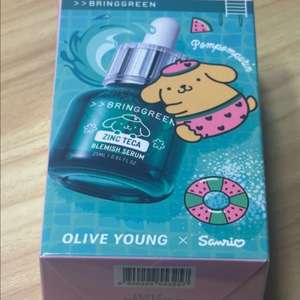 >>BRINGGREEN
Pompompurin
>>BRINGGREEN
ZINC TECA
BLEMISH SERUM
OLIVE YOUNG × Sanrio